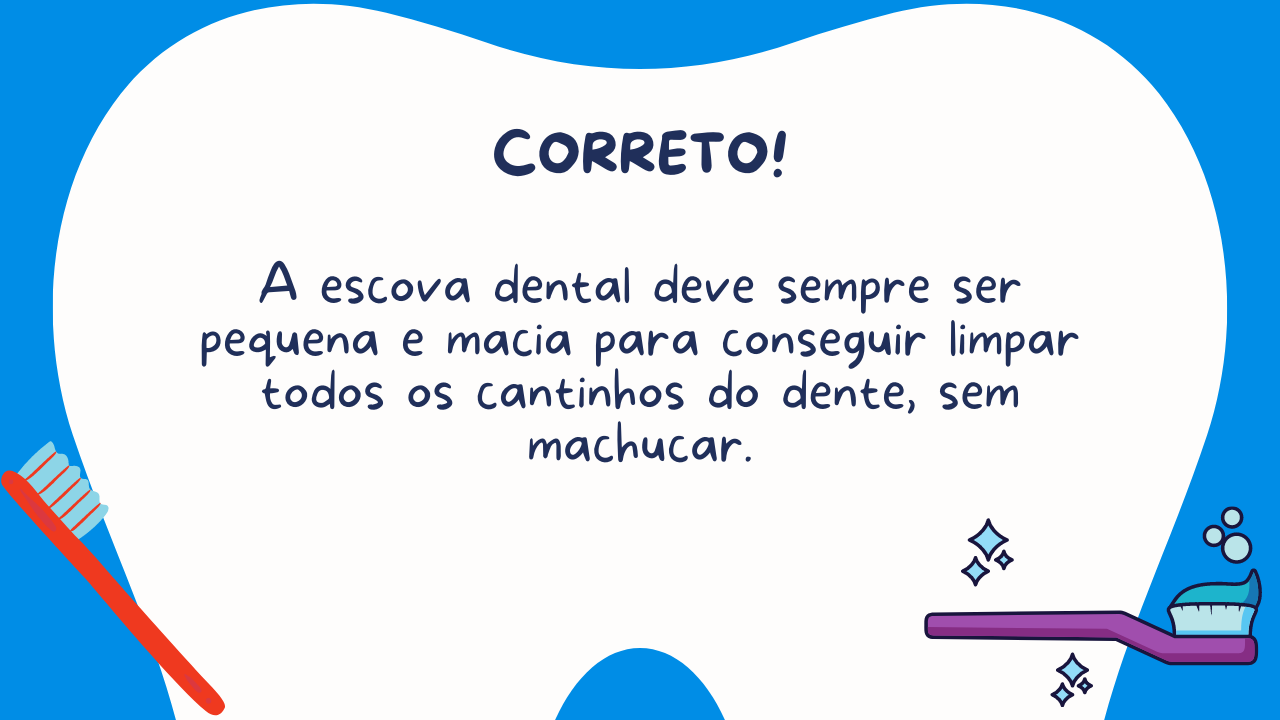 CORRETO!
A escova dental deve sempre ser
pequena e macia para conseguir limpar
todos os cantinhos do dente, sem
machucar.